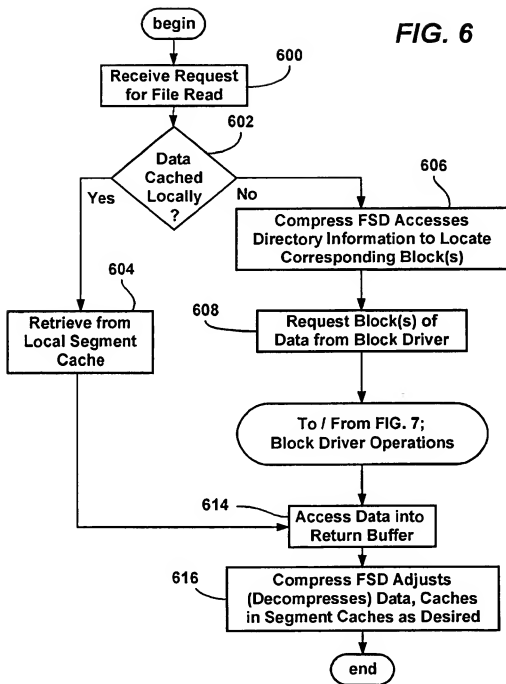 begin
FIG. 6
600
Receive Request
for File Read
602
Data
Cached
Locally
?
Yes
No
606
Compress FSD Accesses
Directory Information to Locate
Corresponding Block(s)
604
Retrieve from
Local Segment
Cache
608
Request Block(s) of
Data from Block Driver
To / From FIG. 7;
Block Driver Operations
614
Access Data into
Return Buffer
616
Compress FSD Adjusts
(Decompresses) Data, Caches
in Segment Caches as Desired
end